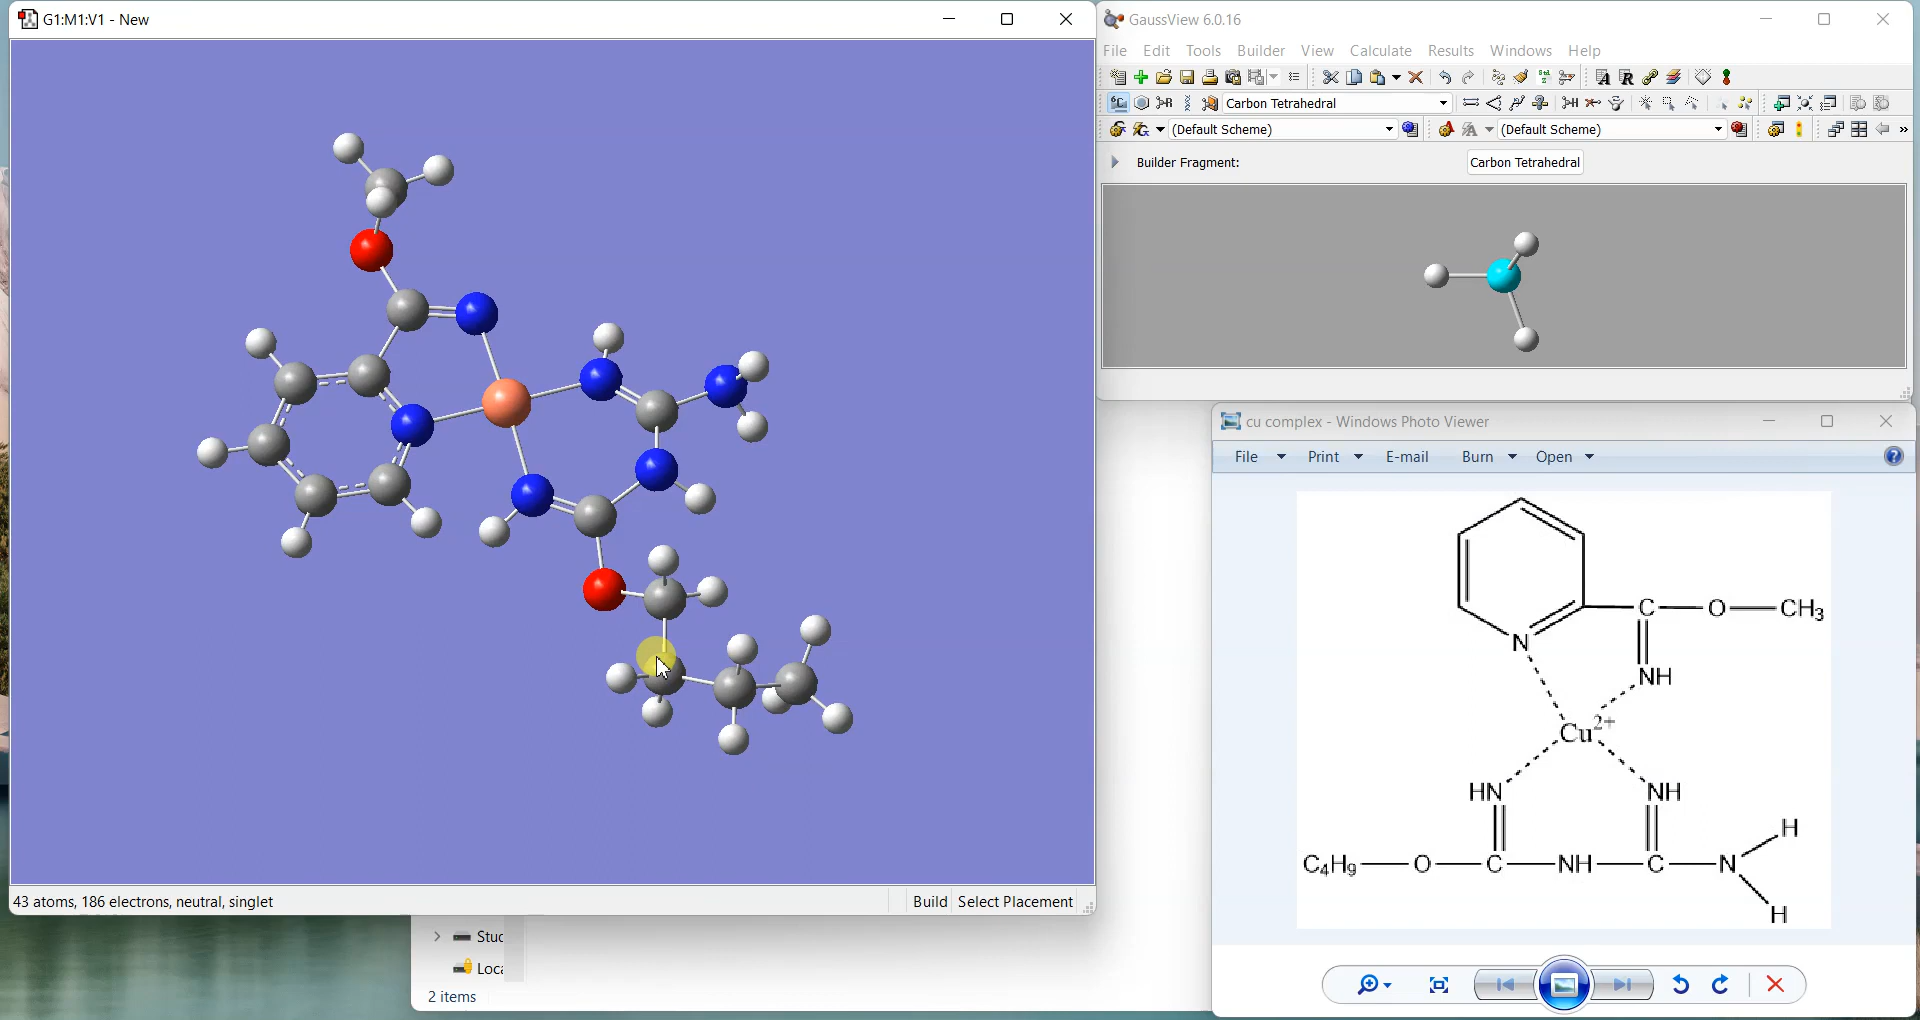 G1:M1:V1 - New
43 atoms, 186 electrons, neutral, singlet
Build
Select Placement
GaussView 6.0.16
File Edit Tools Builder View Calculate Results Windows Help
Carbon Tetrahedral
(Default Scheme)
(Default Scheme)
Builder Fragment:
Carbon Tetrahedral
cu complex - Windows Photo Viewer
File Print E-mail Burn Open
C O CH3
N
NH
Cu2+
HN NH
H
C4H9 O C NH C N
H
Stuc
Loca
2 items